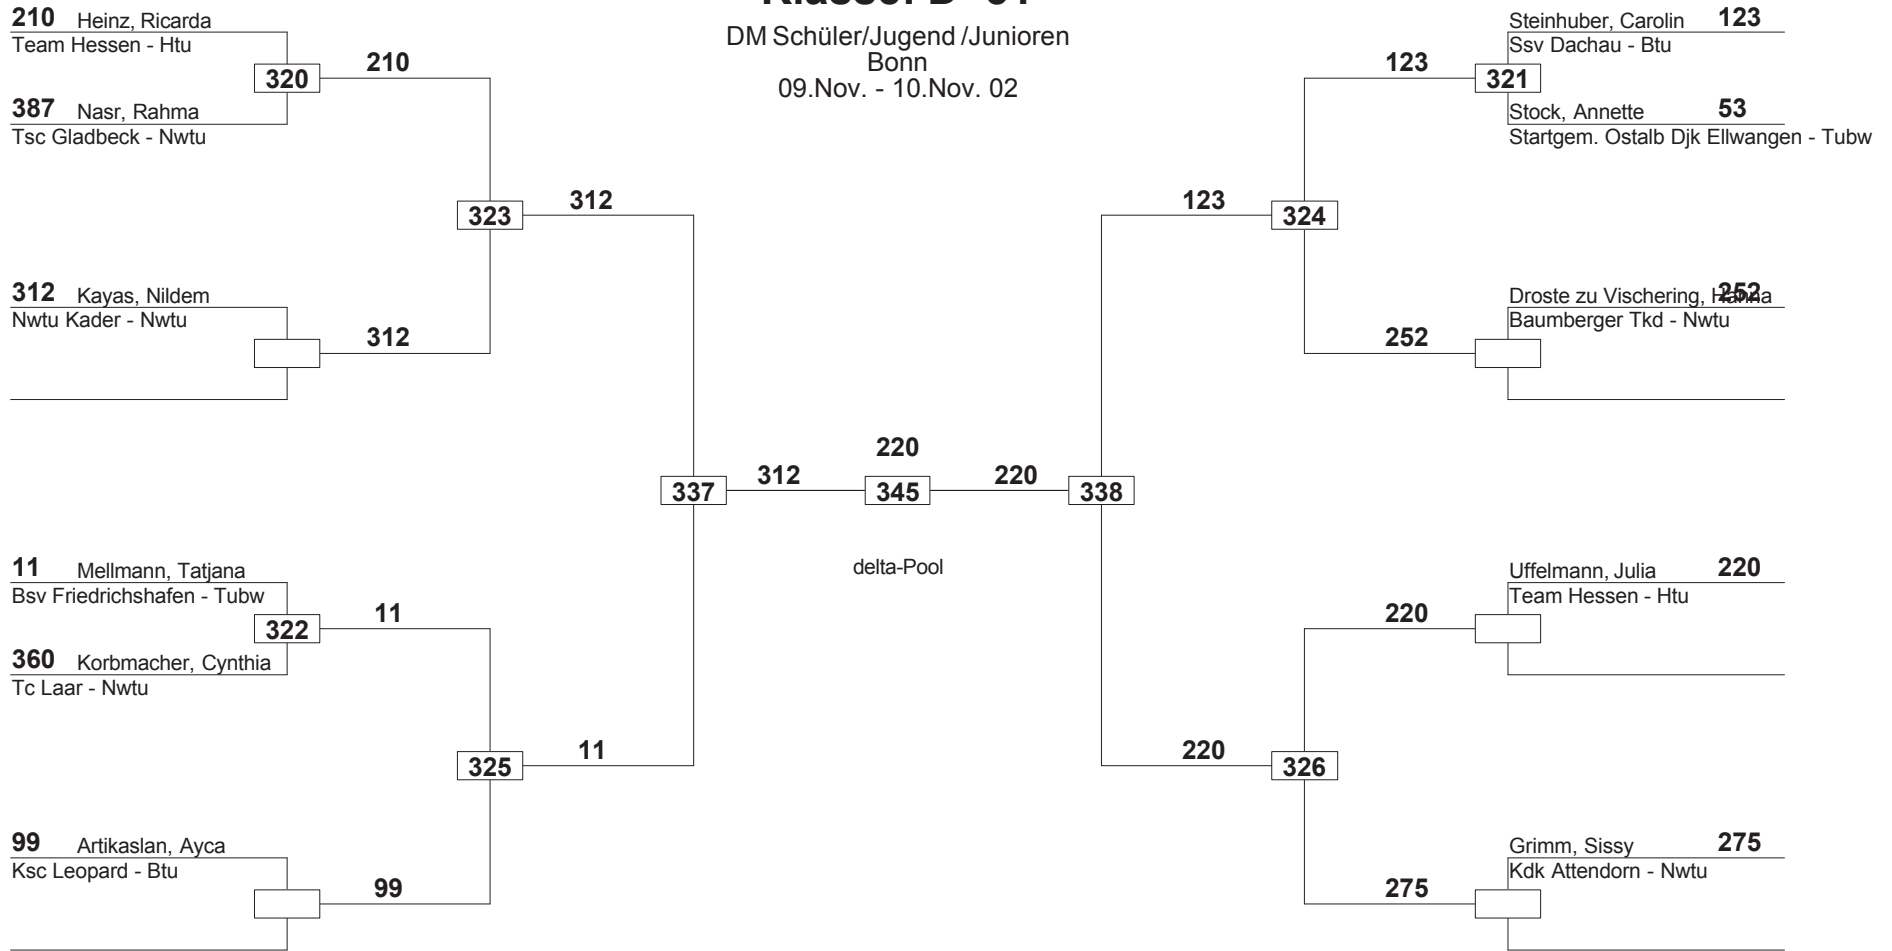 DM Schüler/Jugend /Junioren
Bonn
09.Nov. - 10.Nov. 02
210 Heinz, Ricarda
Team Hessen - Htu
320
210
387 Nasr, Rahma
Tsc Gladbeck - Nwtu
323
312
312 Kayas, Nildem
Nwtu Kader - Nwtu
312
337
312
11 Mellmann, Tatjana
Bsv Friedrichshafen - Tubw
322
11
360 Korbmacher, Cynthia
Tc Laar - Nwtu
325
11
99 Artikaslan, Ayca
Ksc Leopard - Btu
99
220
345
delta-Pool
Steinhuber, Carolin 123
Ssv Dachau - Btu
123
321
Stock, Annette 53
Startgem. Ostalb Djk Ellwangen - Tubw
123
324
Droste zu Vischering, Hanna 252
Baumberger Tkd - Nwtu
252
220
338
Uffelmann, Julia 220
Team Hessen - Htu
220
220
326
Grimm, Sissy 275
Kdk Attendorn - Nwtu
275